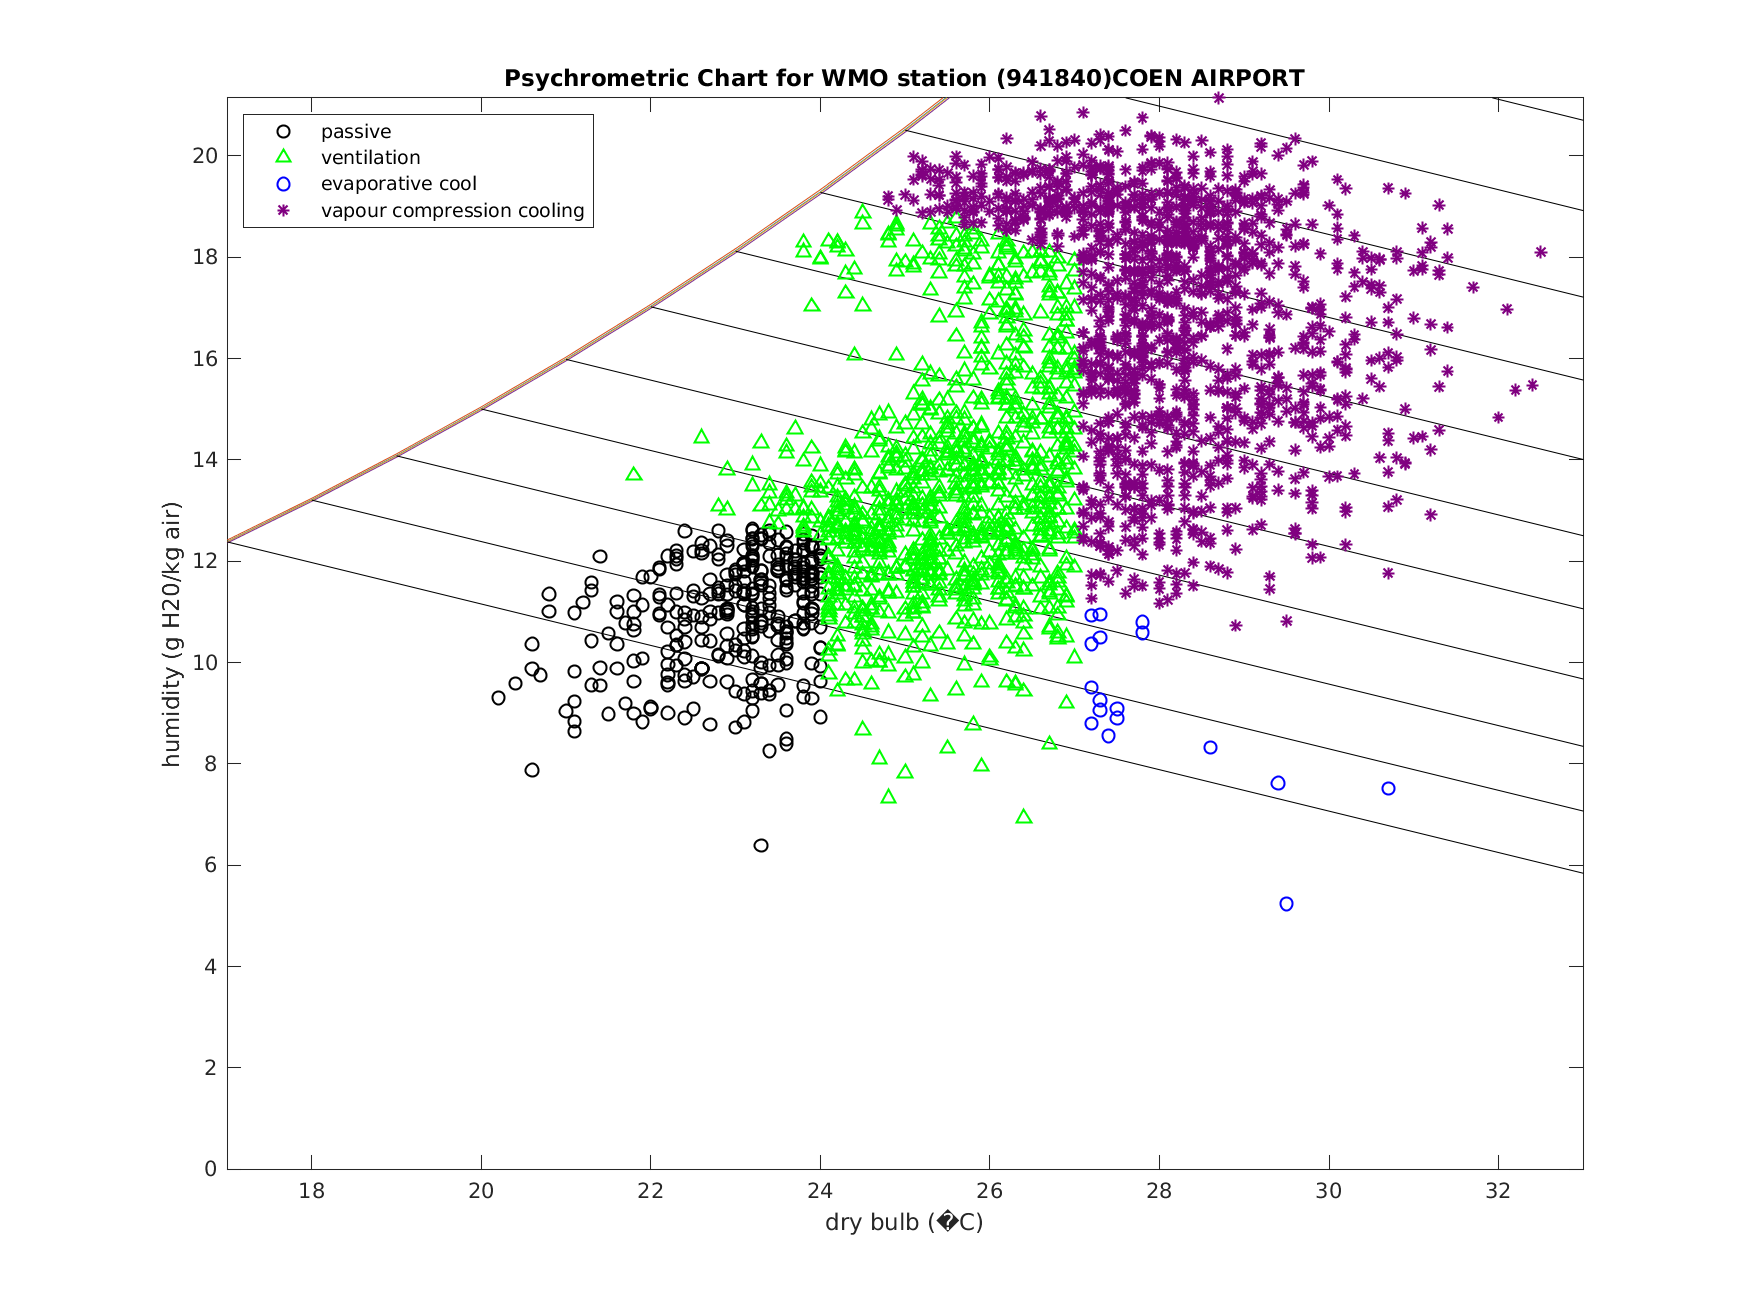 Psychrometric Chart for WMO station (941840)COEN AIRPORT
passive
ventilation
evaporative cool
vapour compression cooling
humidity (g H20/kg air)
20
18
16
14
12
10
8
6
4
2
0
18 20 22 24 26 28 30 32
dry bulb (�C)